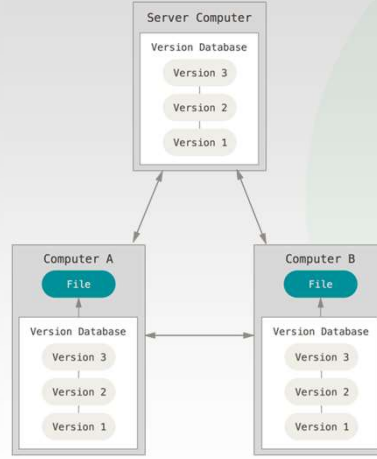 Server Computer
Version Database
Version 3
Version 2
Version 1
Computer A
File
Version Database
Version 3
Version 2
Version 1
Computer B
File
Version Database
Version 3
Version 2
Version 1